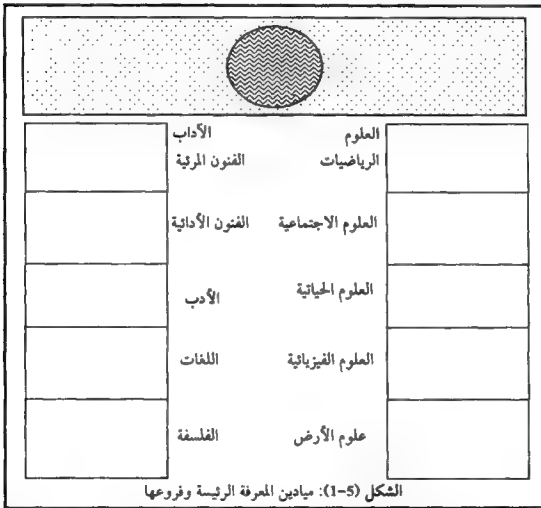 العلوم الآداب
الرياضيات الفنون المرئية
العلوم الاجتماعية الفنون الأدائية
العلوم الحياتية الأدب
العلوم الفيزيائية اللغات
علوم الأرض الفلسفة
الشكل (5-1): ميادين المعرفة الرئيسة وفروعها